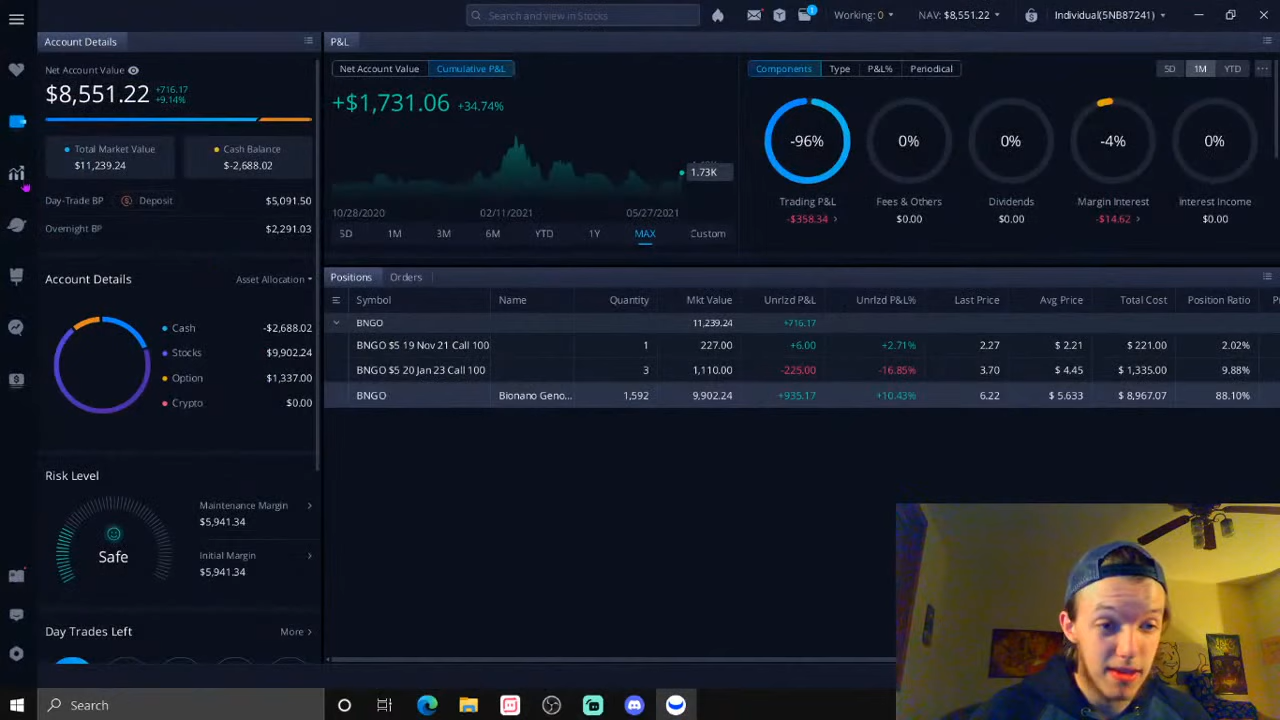 Search and view in Stocks
1
Working: 0
NAV: $8,551.22
Individual(5NB87241)
Account Details
Net Account Value
$8,551.22
+716.17
+9.14%
Total Market Value
$11,239.24
Cash Balance
$-2,688.02
Day-Trade BP
Deposit
$5,091.50
Overnight BP
$2,291.03
Account Details
Asset Allocation
Cash
-$2,688.02
Stocks
$9,902.24
Option
$1,337.00
Crypto
$0.00
Risk Level
Safe
Maintenance Margin
$5,941.34
Initial Margin
$5,941.34
Day Trades Left
More
P&L
Net Account Value
Cumulative P&L
+$1,731.06 +34.74%
1.73K
10/28/2020 02/11/2021 05/27/2021
5D 1M 3M 6M YTD 1Y MAX Custom
Components Type P&L% Periodical
5D 1M YTD
-96% 0% 0% -4% 0%
Trading P&L Fees & Others Dividends Margin Interest Interest Income
-$358.34 $0.00 $0.00 -$14.62 $0.00
Positions Orders
Symbol Name Quantity Mkt Value Unrlzd P&L Unrlzd P&L% Last Price Avg Price Total Cost Position Ratio
BNGO 11,239.24 +716.17
BNGO $5 19 Nov 21 Call 100 1 227.00 +6.00 +2.71% 2.27 $ 2.21 $ 221.00 2.02%
BNGO $5 20 Jan 23 Call 100 3 1,110.00 -225.00 -16.85% 3.70 $ 4.45 $ 1,335.00 9.88%
BNGO Bionano Geno... 1,592 9,902.24 +935.17 +10.43% 6.22 $ 5.633 $ 8,967.07 88.10%
Search